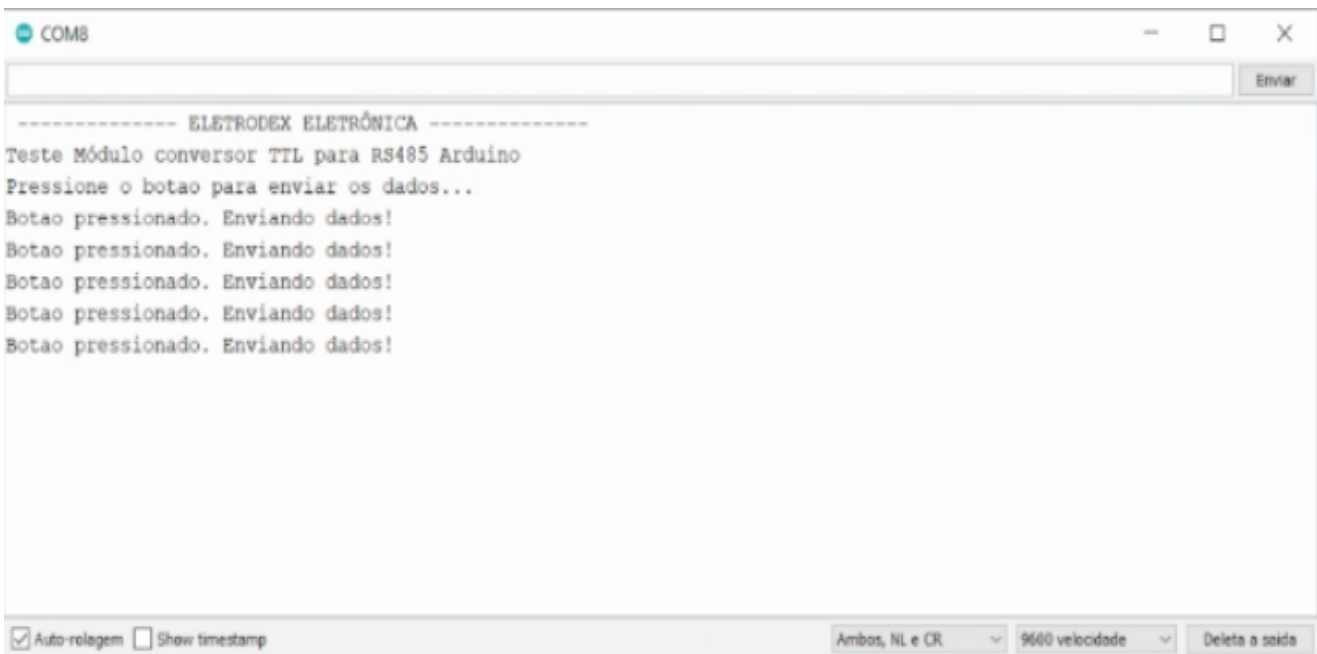 COM8
Enviar
-------------- ELETRODEX ELETRÔNICA --------------
Teste Módulo conversor TTL para RS485 Arduino
Pressione o botao para enviar os dados...
Botao pressionado. Enviando dados!
Botao pressionado. Enviando dados!
Botao pressionado. Enviando dados!
Botao pressionado. Enviando dados!
Botao pressionado. Enviando dados!
Auto-rolagem Show timestamp Ambos, NL e CR 9600 velocidade Deleta a saida